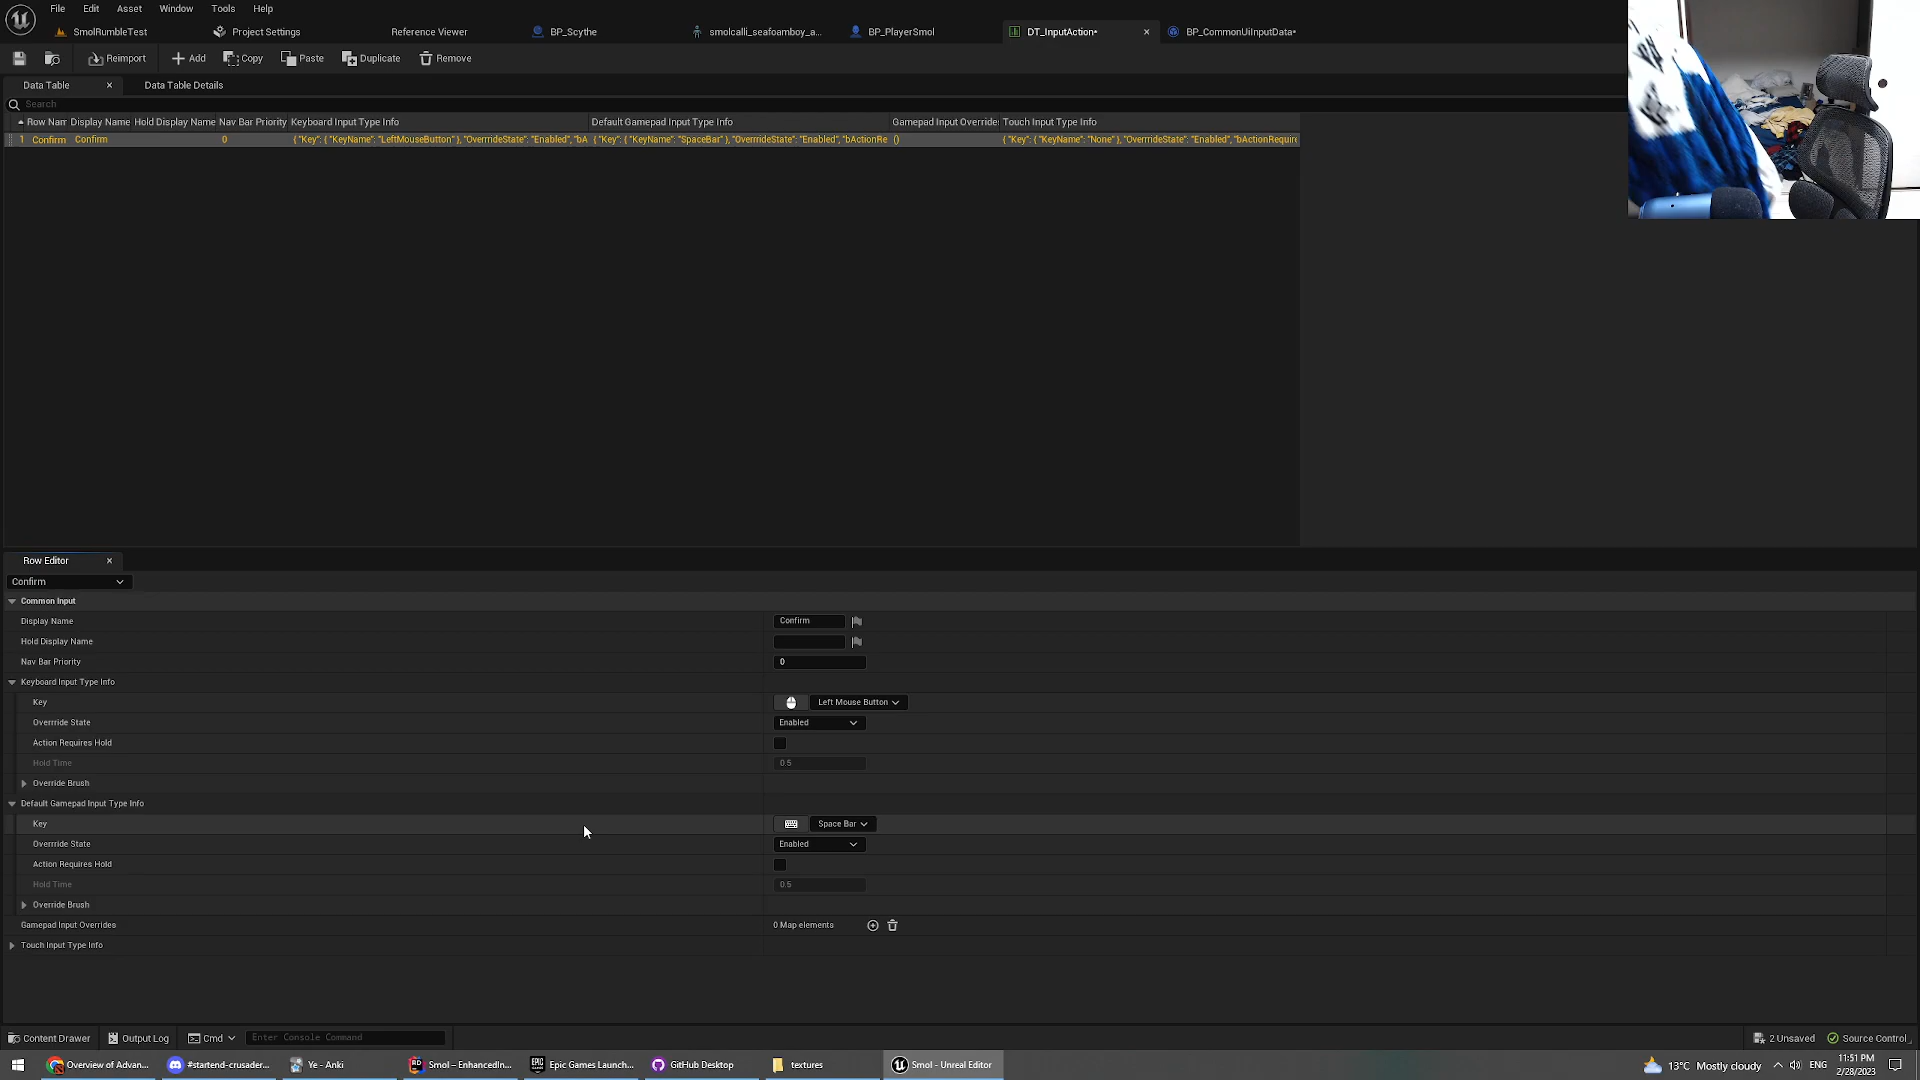 File Edit Asset Window Tools Help
SmolRumbleTest Project Settings Reference Viewer BP_Scythe smolcalli_seafoamboy_a... BP_PlayerSmol DT_InputAction• BP_CommonUiInputData•
Reimport Add Copy Paste Duplicate Remove
Data Table Data Table Details
Search
Row Nam Display Name Hold Display Name Nav Bar Priority Keyboard Input Type Info Default Gamepad Input Type Info Gamepad Input Override Touch Input Type Info
1 Confirm Confirm 0 { "Key": { "KeyName": "LeftMouseButton" }, "OverrrideState": "Enabled", "bA { "Key": { "KeyName": "SpaceBar" }, "OverrrideState": "Enabled", "bActionRe () { "Key": { "KeyName": "None" }, "OverrrideState": "Enabled", "bActionRequire
Row Editor
Confirm
Common Input
Display Name Confirm
Hold Display Name
Nav Bar Priority 0
Keyboard Input Type Info
Key Left Mouse Button
Overrride State Enabled
Action Requires Hold
Hold Time 0.5
Override Brush
Default Gamepad Input Type Info
Key Space Bar
Overrride State Enabled
Action Requires Hold
Hold Time 0.5
Override Brush
Gamepad Input Overrides 0 Map elements
Touch Input Type Info
Content Drawer Output Log Cmd Enter Console Command 2 Unsaved Source Control
Overview of Advan... #startend-crusader... Ye - Anki Smol – EnhancedIn... Epic Games Launch... GitHub Desktop textures Smol - Unreal Editor 13°C Mostly cloudy ENG 11:51 PM
2/28/2023